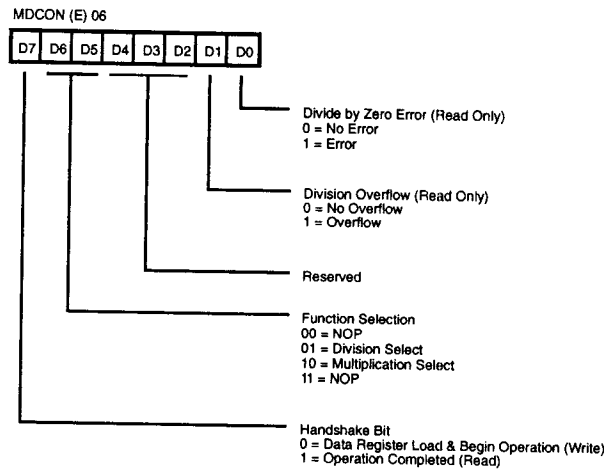 MDCON (E) 06
D7 D6 D5 D4 D3 D2 D1 D0
Divide by Zero Error (Read Only)
0 = No Error
1 = Error
Division Overflow (Read Only)
0 = No Overflow
1 = Overflow
Reserved
Function Selection
00 = NOP
01 = Division Select
10 = Multiplication Select
11 = NOP
Handshake Bit
0 = Data Register Load & Begin Operation (Write)
1 = Operation Completed (Read)